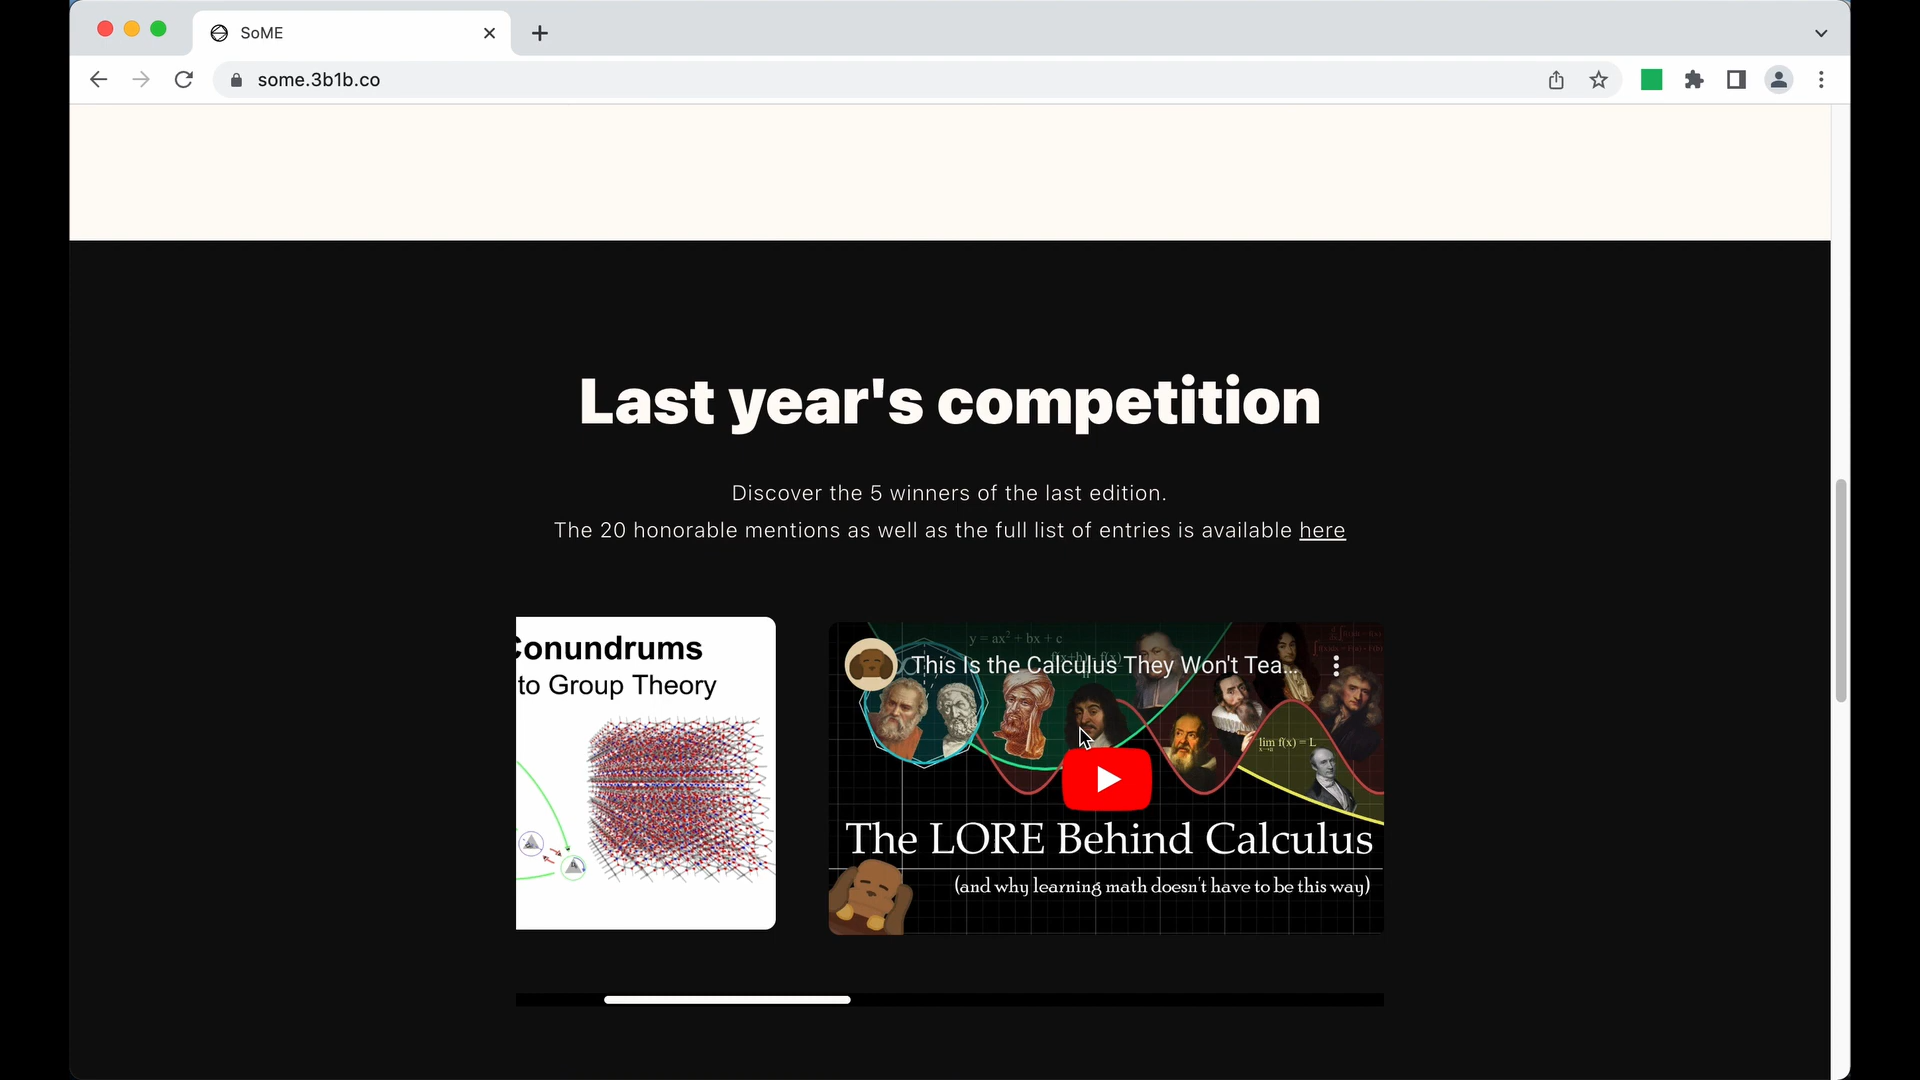 SoME
some.3b1b.co
Last year's competition
Discover the 5 winners of the last edition.
The 20 honorable mentions as well as the full list of entries is available here
Conundrums
to Group Theory
y = ax² + bx + c
This Is the Calculus They Won't Tea...
lim f(x) = L
The LORE Behind Calculus
(and why learning math doesn't have to be this way)